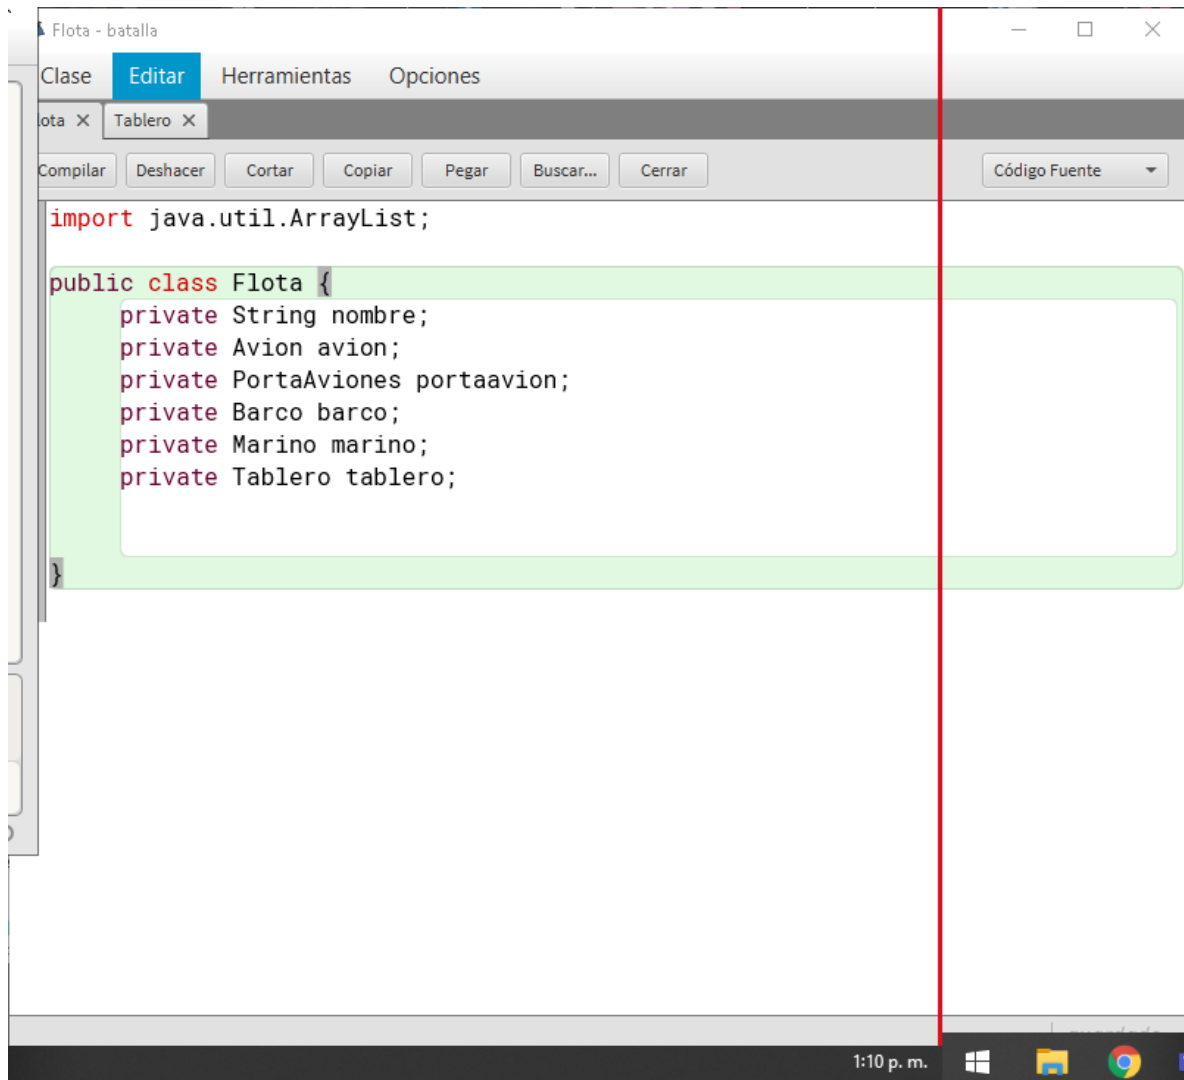 Flota - batalla
Clase Editar Herramientas Opciones
lota Tablero
Compilar Deshacer Cortar Copiar Pegar Buscar... Cerrar Código Fuente
import java.util.ArrayList;
public class Flota {
private String nombre;
private Avion avion;
private PortaAviones portaavion;
private Barco barco;
private Marino marino;
private Tablero tablero;
}
1:10 p. m.